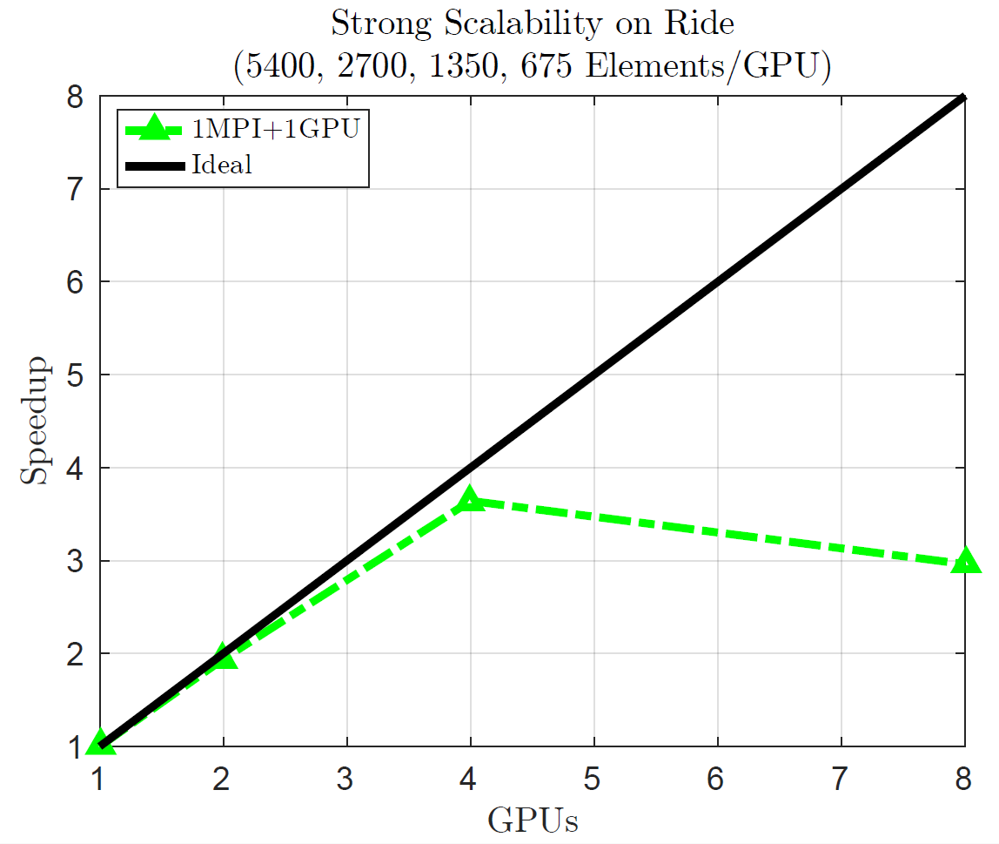 Strong Scalability on Ride
(5400, 2700, 1350, 675 Elements/GPU)
8
7
6
5
4
3
2
1
Speedup
1MPI+1GPU
Ideal
1 2 3 4 5 6 7 8
GPUs